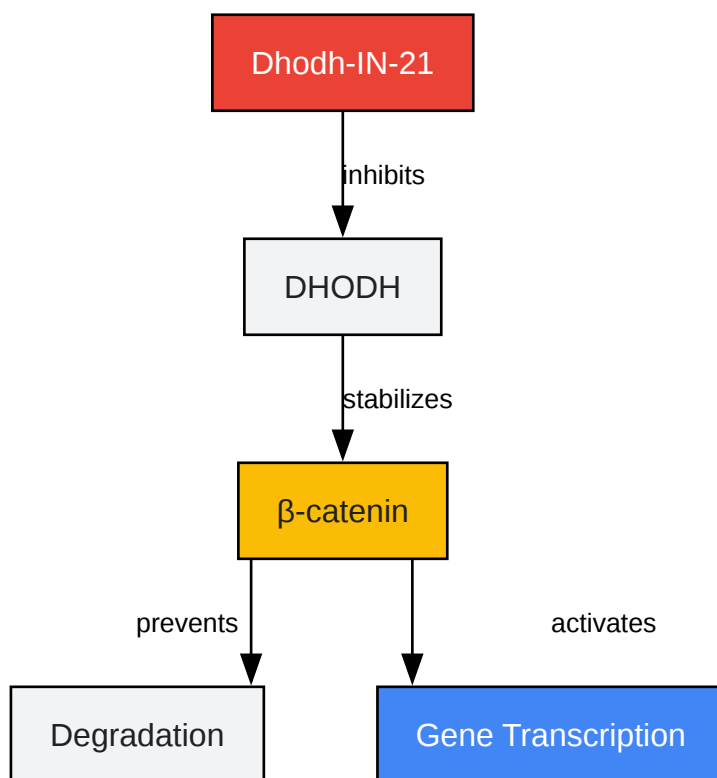 Dhodh-IN-21
inhibits
DHODH
stabilizes
β-catenin
prevents
activates
Degradation
Gene Transcription